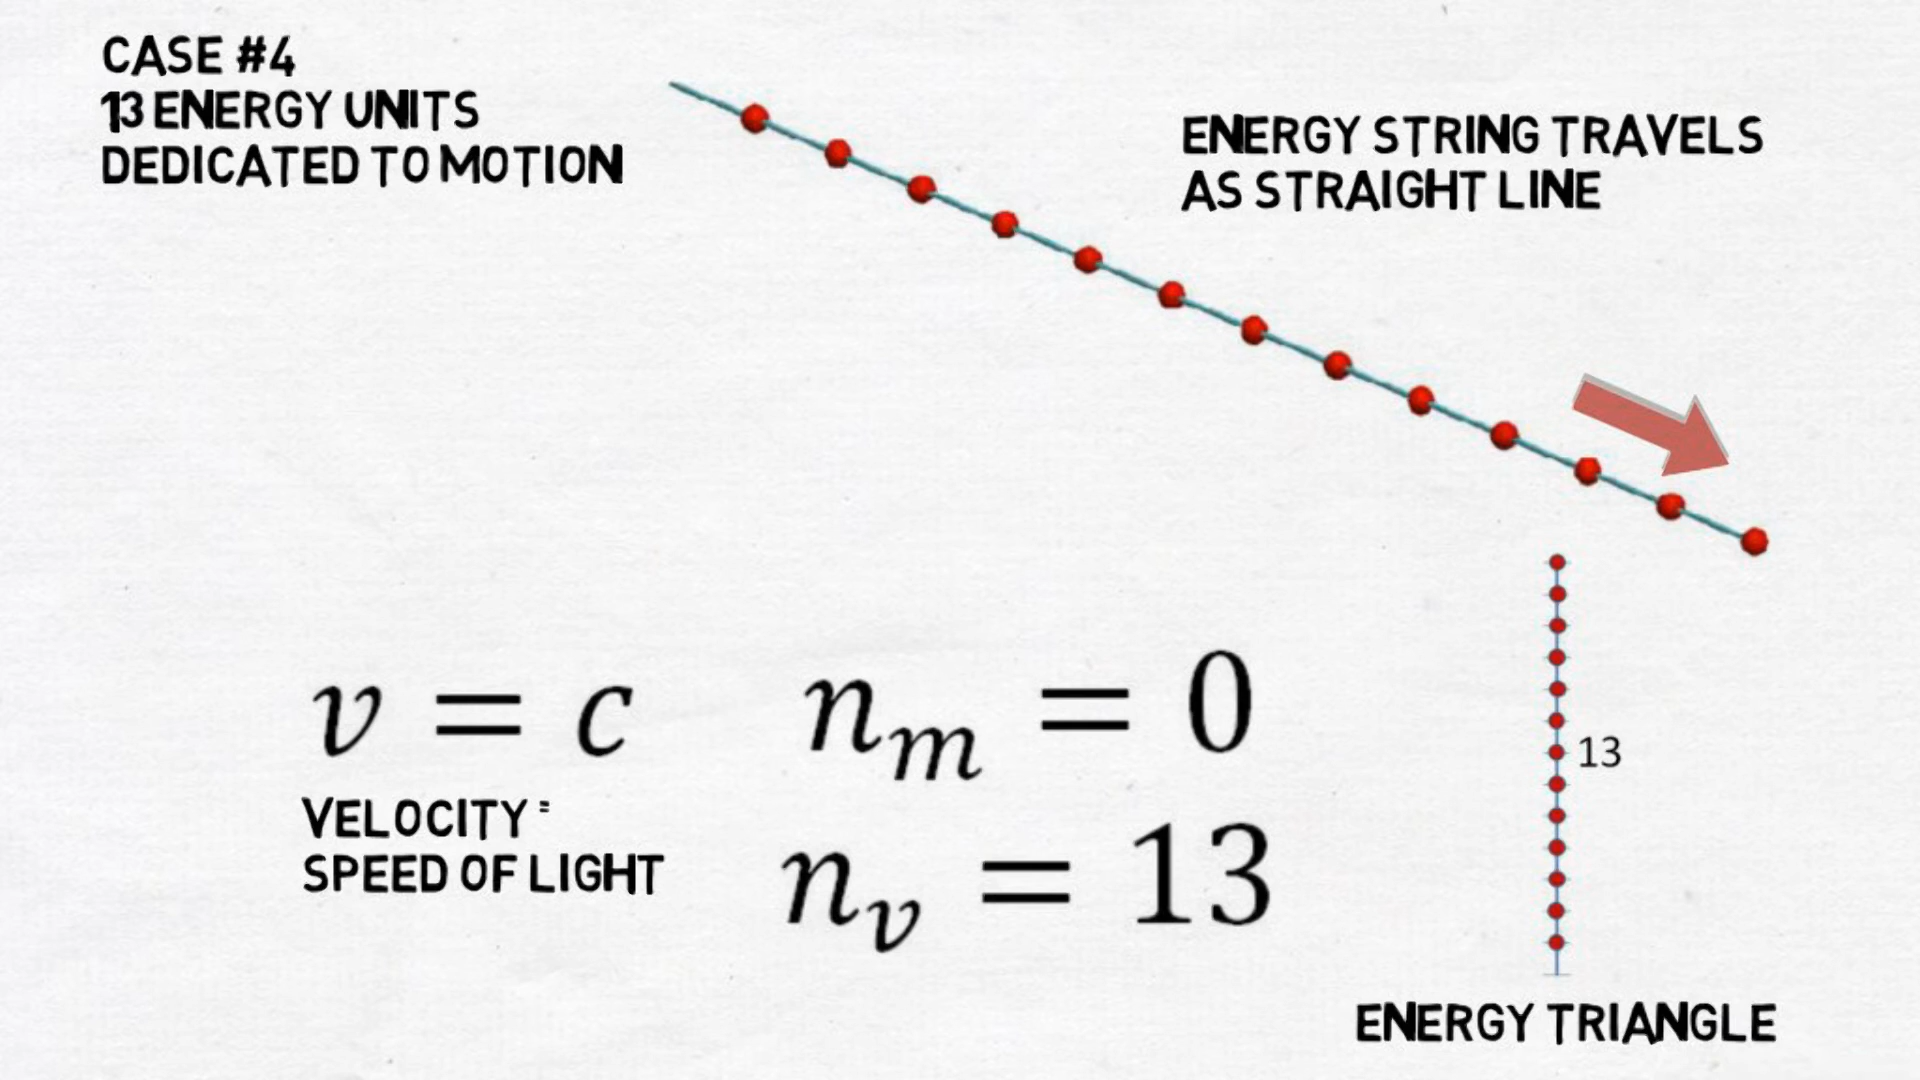 CASE #4
13 ENERGY UNITS
DEDICATED TO MOTION
ENERGY STRING TRAVELS
AS STRAIGHT LINE
v = c
VELOCITY =
SPEED OF LIGHT
n_m = 0
n_v = 13
13
ENERGY TRIANGLE